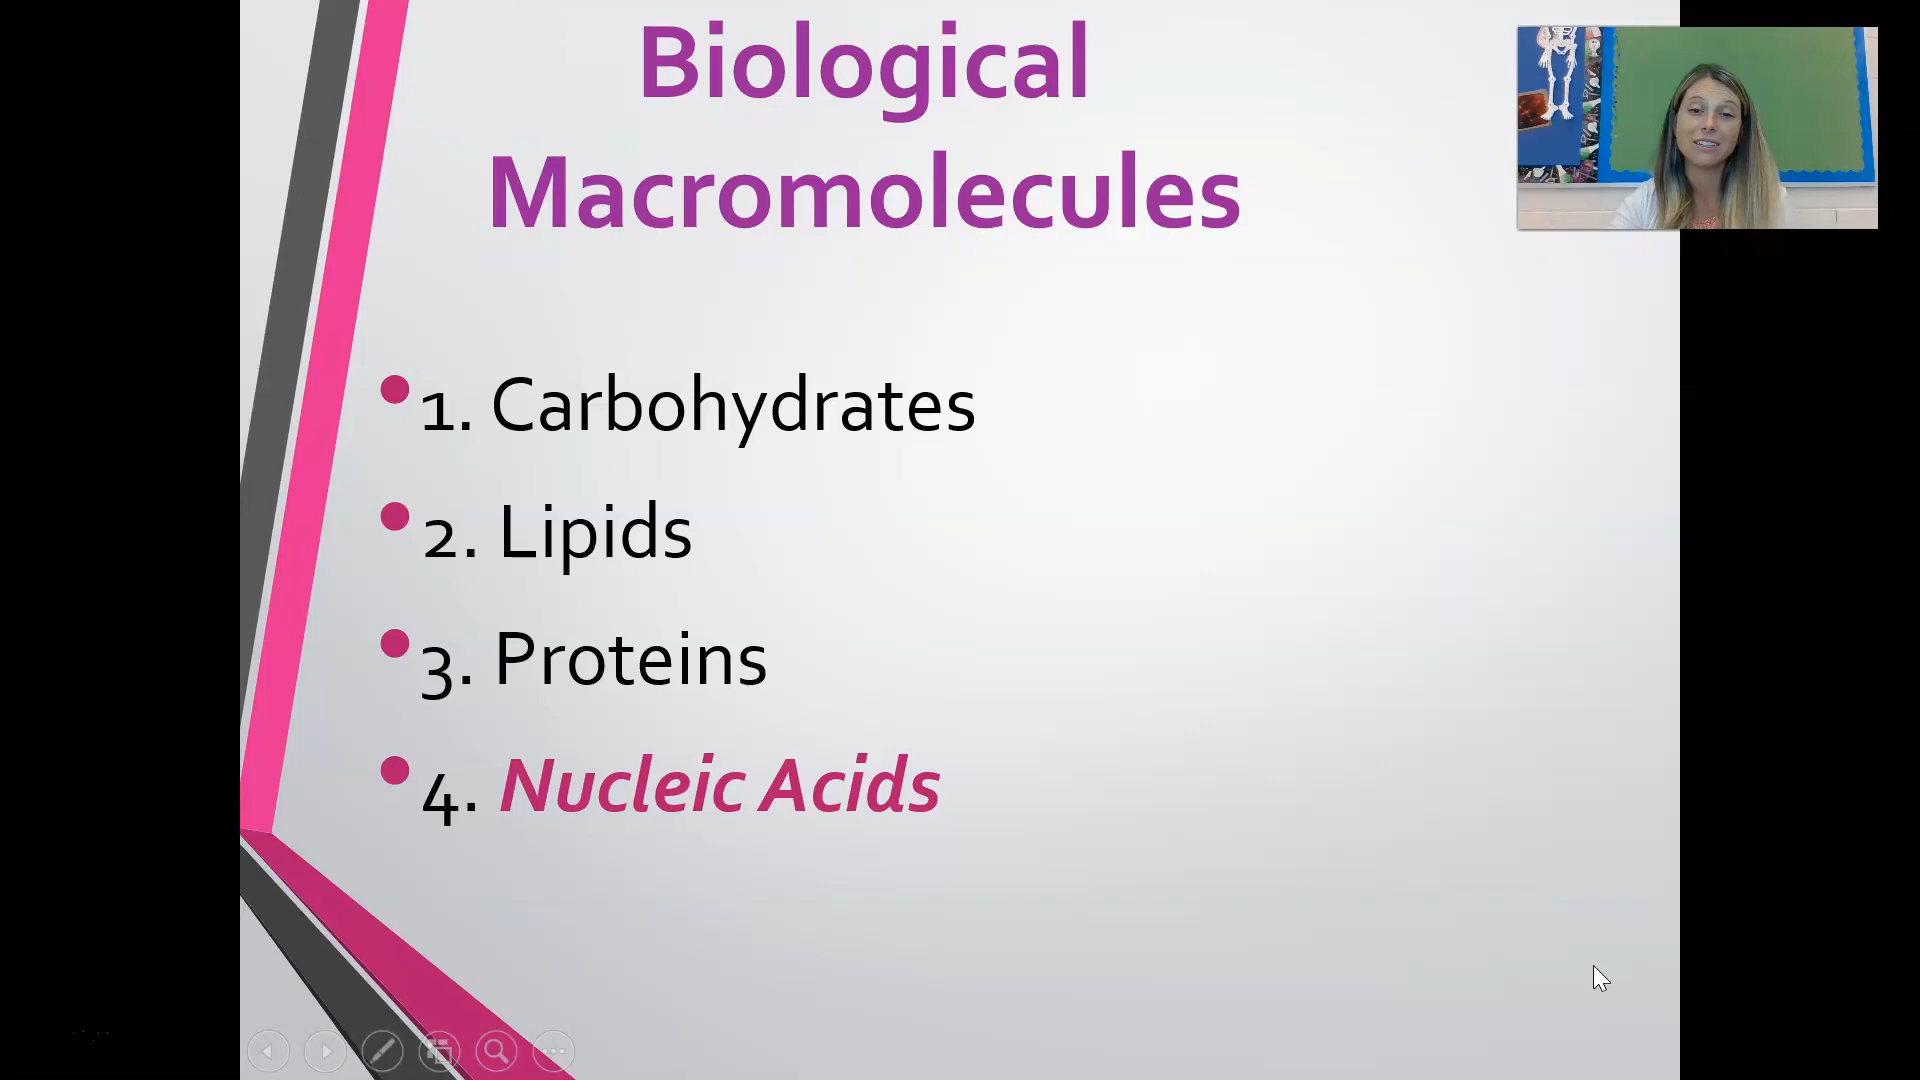 Biological
Macromolecules
• 1. Carbohydrates
• 2. Lipids
• 3. Proteins
• 4. Nucleic Acids